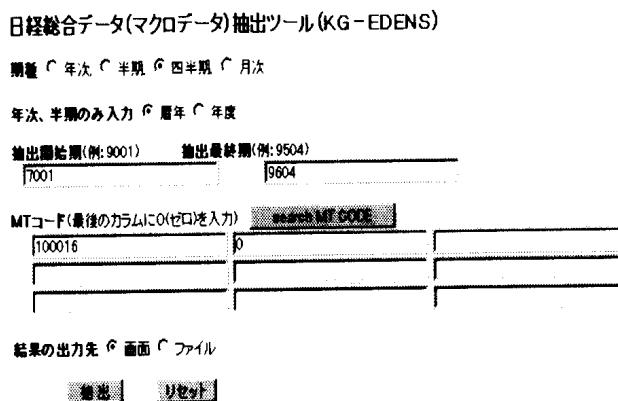 日経総合データ(マクロデータ)抽出ツール(KG-EDENS)
期種 年次 半期 四半期 月次
年次、半期のみ入力 暦年 年度
抽出開始期(例:9001) 抽出最終期(例:9504)
7001 9604
MTコード(最後のカラムに0(ゼロ)を入力) search MT CODE
100016 0
結果の出力先 画面 ファイル
抽出 リセット